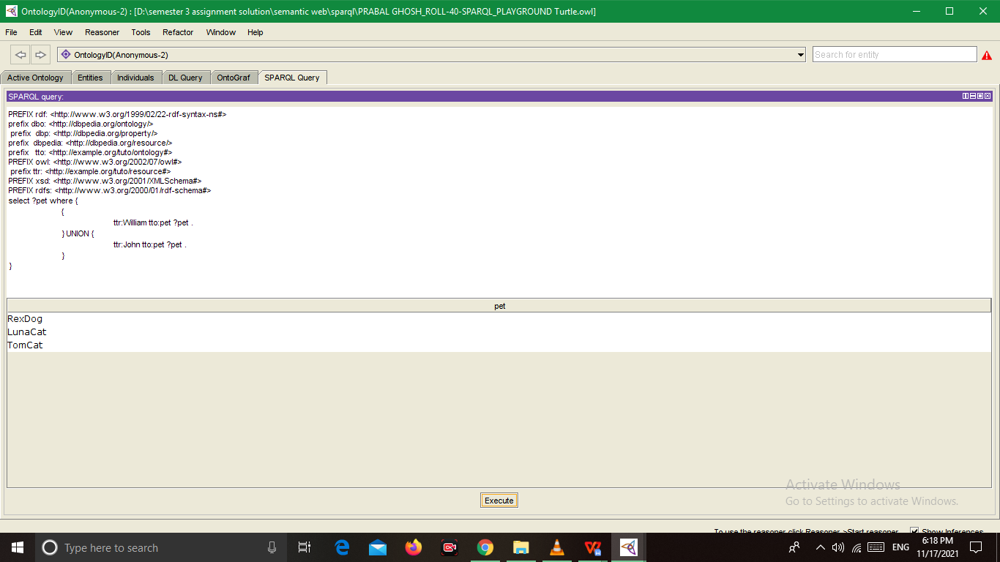 OntologyID(Anonymous-2) : [D:\semester 3 assignment solution\semantic web\sparql\PRABAL GHOSH_ROLL-40-SPARQL_PLAYGROUND Turtle.owl]
File Edit View Reasoner Tools Refactor Window Help
OntologyID(Anonymous-2)
Search for entity
Active Ontology Entities Individuals DL Query OntoGraf SPARQL Query
SPARQL query:
PREFIX rdf: <http://www.w3.org/1999/02/22-rdf-syntax-ns#>
prefix dbo: <http://dbpedia.org/ontology/>
prefix dbp: <http://dbpedia.org/property/>
prefix dbpedia: <http://dbpedia.org/resource/>
prefix tto: <http://example.org/tuto/ontology#>
PREFIX owl: <http://www.w3.org/2002/07/owl#>
prefix ttr: <http://example.org/tuto/resource#>
PREFIX xsd: <http://www.w3.org/2001/XMLSchema#>
PREFIX rdfs: <http://www.w3.org/2000/01/rdf-schema#>
select ?pet where {
{
ttr:William tto:pet ?pet .
} UNION {
ttr:John tto:pet ?pet .
}
}
pet
RexDog
LunaCat
TomCat
Activate Windows
Go to Settings to activate Windows.
Execute
To use the reasoner click Reasoner->Start reasoner Show Inferences
Type here to search
ENG
6:18 PM
11/17/2021